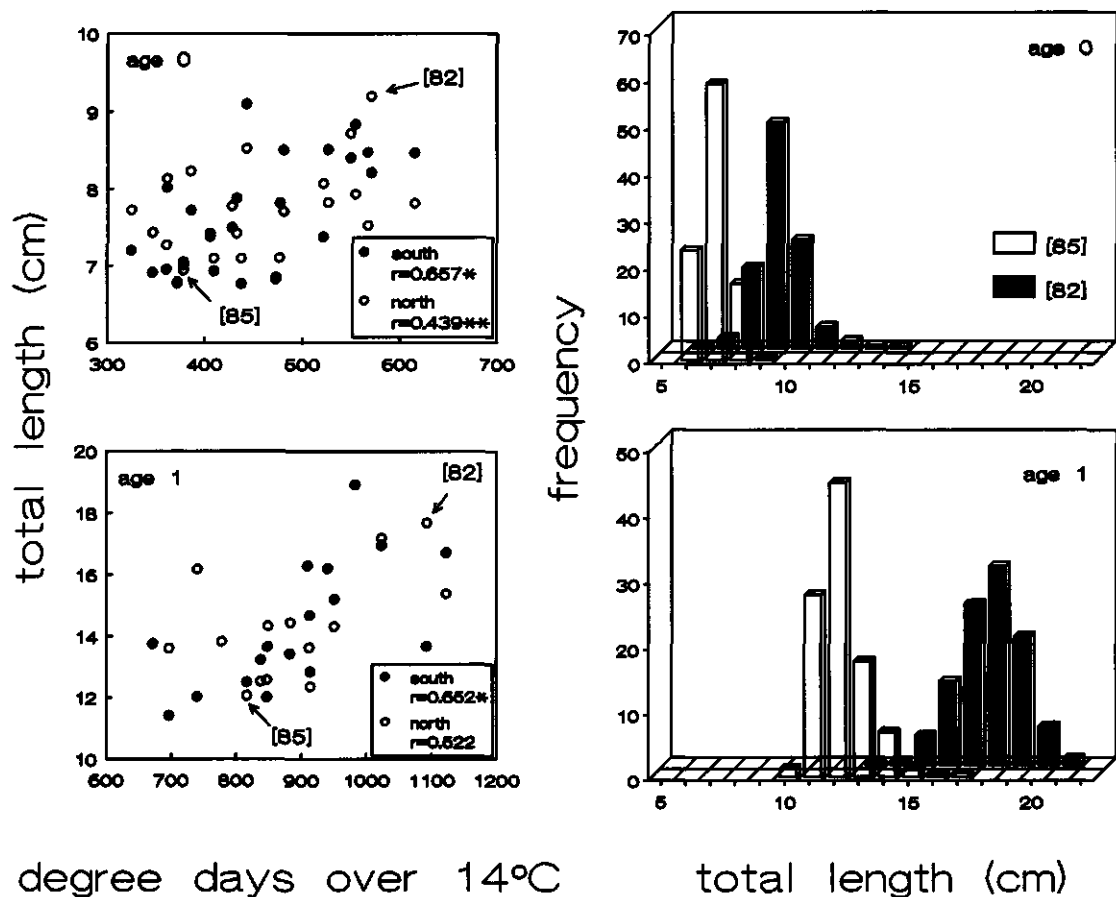 10
9
8
7
6
age 0
[82]
[85]
south
r=0.657*
north
r=0.439**
300 400 500 600 700
20
18
16
14
12
10
age 1
[82]
[85]
south
r=0.652*
north
r=0.522
600 700 800 900 1000 1100 1200
total length (cm)
degree days over 14°C
70
60
50
40
30
20
10
0
age 0
[85]
[82]
5 10 15 20
50
40
30
20
10
0
age 1
5 10 15 20
frequency
total length (cm)